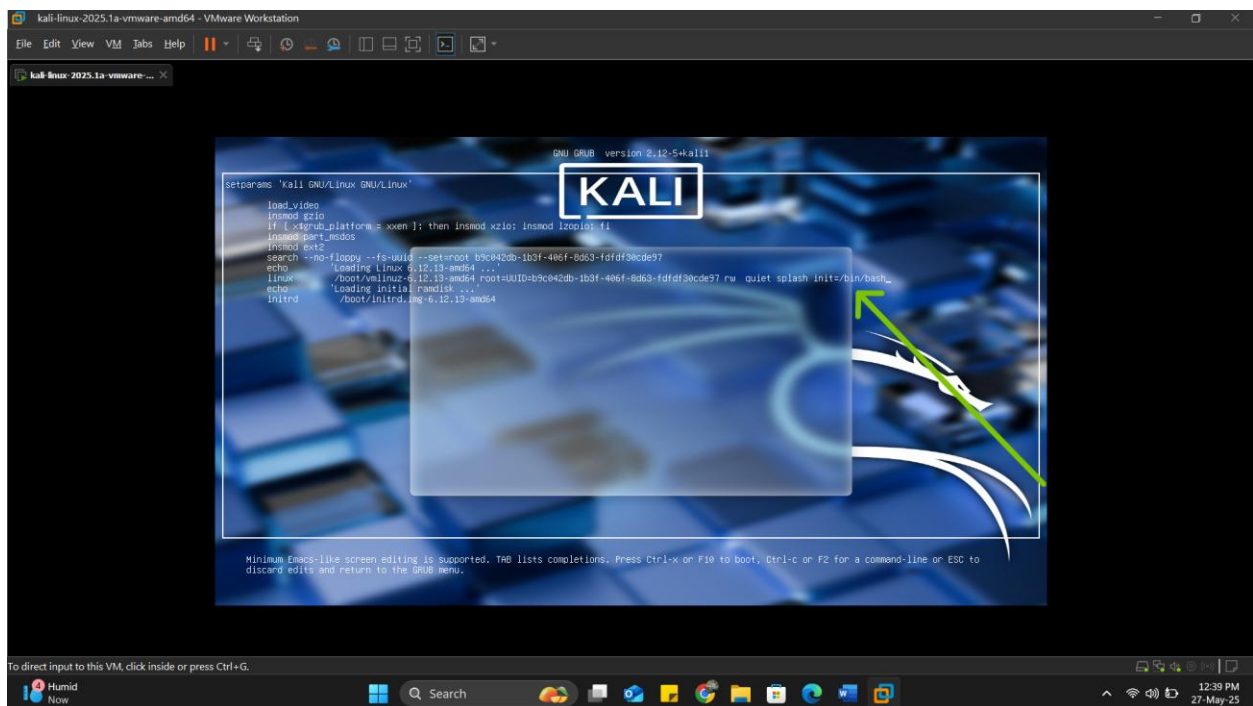 kali-linux-2025.1a-vmware-amd64 - VMware Workstation
File Edit View VM Tabs Help
kali-linux-2025.1a-vmware-...
GNU GRUB version 2.12-5+kali1
KALI
setparams 'Kali GNU/Linux GNU/Linux'
load_video
insmod gzio
if [ x$grub_platform = xxen ]; then insmod xzio; insmod lzopio; fi
insmod part_msdos
insmod ext2
search --no-floppy --fs-uuid --set=root b9c042db-1b3f-406f-8d63-fdfdf30cde97
echo 'Loading Linux 6.12.13-amd64 ...'
linux /boot/vmlinuz-6.12.13-amd64 root=UUID=b9c042db-1b3f-406f-8d63-fdfdf30cde97 rw quiet splash init=/bin/bash_
echo 'Loading initial ramdisk ...'
initrd /boot/initrd.img-6.12.13-amd64
Minimum Emacs-like screen editing is supported. TAB lists completions. Press Ctrl-x or F10 to boot, Ctrl-c or F2 for a command-line or ESC to
discard edits and return to the GRUB menu.
To direct input to this VM, click inside or press Ctrl+G.
4
Humid
Now
Search
12:39 PM
27-May-25